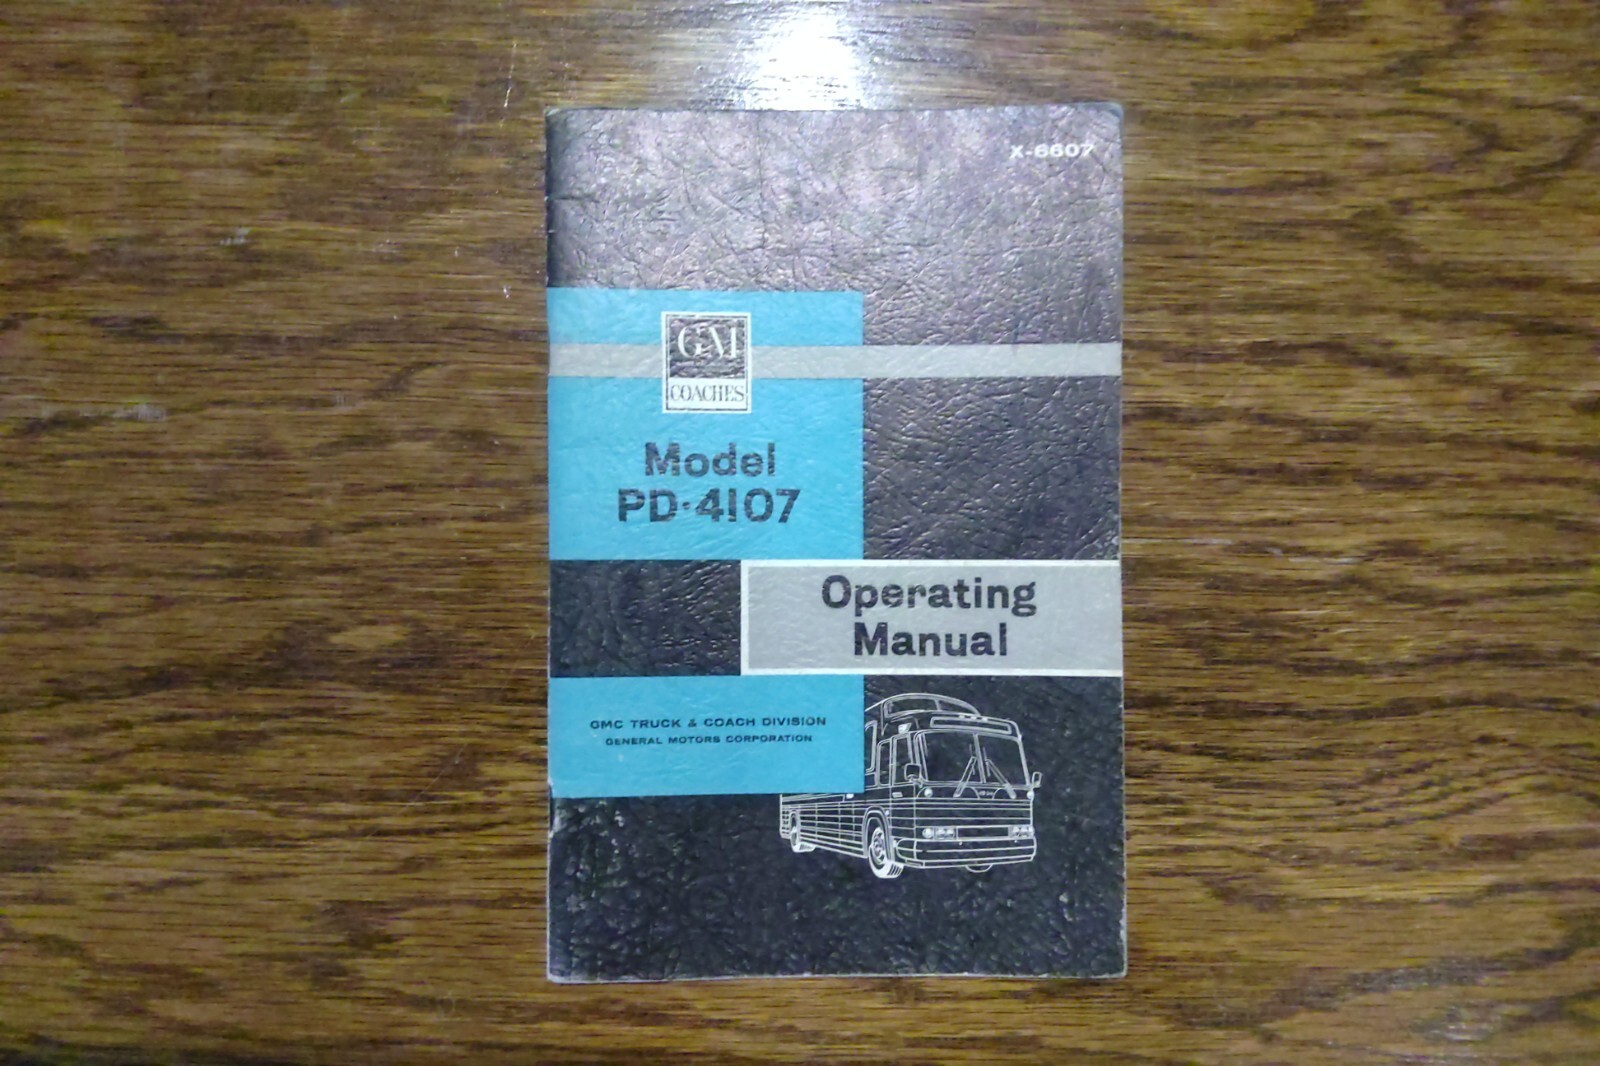 X-6607
GM
COACHES
Model
PD-4107
Operating
Manual
GMC TRUCK & COACH DIVISION
GENERAL MOTORS CORPORATION